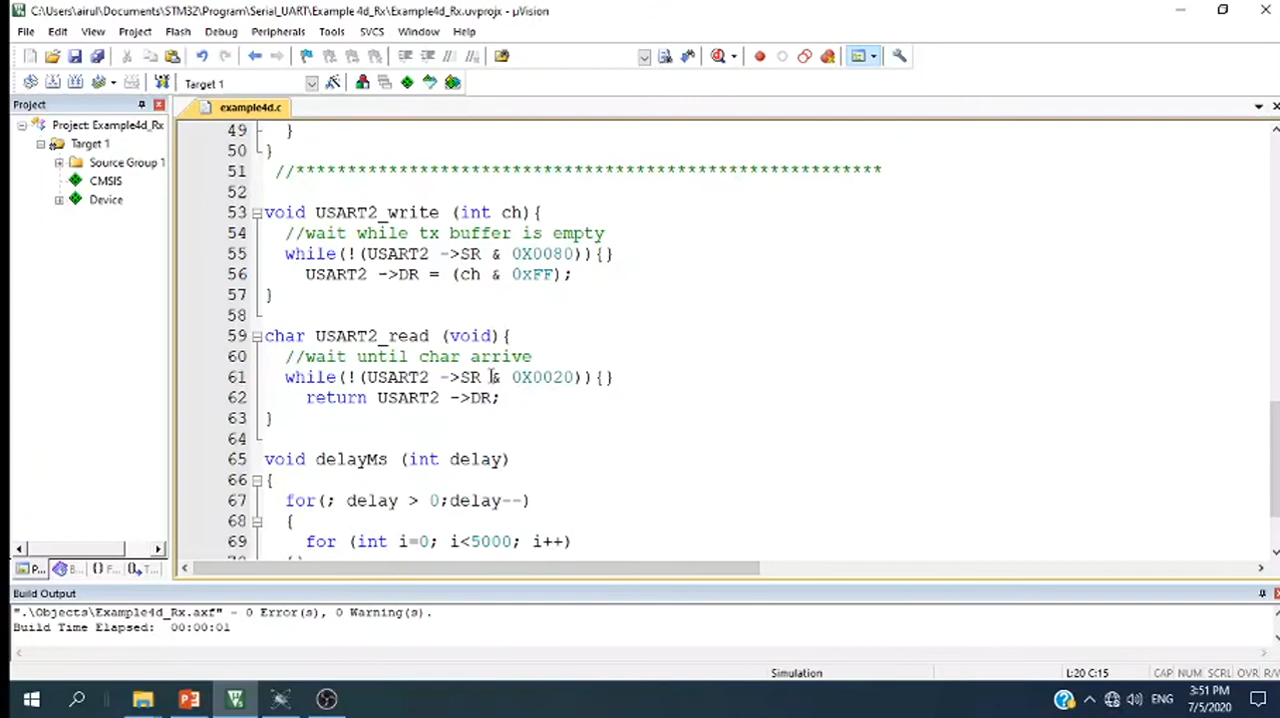 C:\Users\airul\Documents\STM32\Program\Serial_UART\Example 4d_Rx\Example4d_Rx.uvprojx - µVision
File Edit View Project Flash Debug Peripherals Tools SVCS Window Help
Target 1
Project
example4d.c
Project: Example4d_Rx
Target 1
Source Group 1
CMSIS
Device
49 }
50 }
51 //*********************************************************
52
53 void USART2_write (int ch){
54 //wait while tx buffer is empty
55 while(!(USART2 ->SR & 0X0080)){}
56 USART2 ->DR = (ch & 0xFF);
57 }
58
59 char USART2_read (void){
60 //wait until char arrive
61 while(!(USART2 ->SR & 0X0020)){}
62 return USART2 ->DR;
63 }
64
65 void delayMs (int delay)
66 {
67 for(; delay > 0;delay--)
68 {
69 for (int i=0; i<5000; i++)
P... B... {} F... T...
Build Output
".\Objects\Example4d_Rx.axf" - 0 Error(s), 0 Warning(s).
Build Time Elapsed: 00:00:01
Simulation L:20 C:15 CAP NUM SCRL OVR R/W
ENG
3:51 PM
7/5/2020